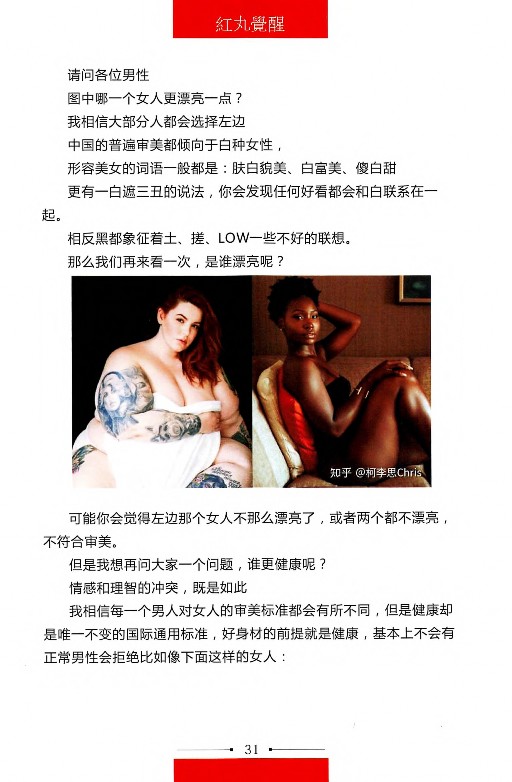 紅丸覺醒
请问各位男性
图中哪一个女人更漂亮一点？
我相信大部分人都会选择左边
中国的普遍审美都倾向于白种女性，
形容美女的词语一般都是：肤白貌美、白富美、傻白甜
更有一白遮三丑的说法，你会发现任何好看都会和白联系在一
起。
相反黑都象征着土、搓、LOW一些不好的联想。
那么我们再来看一次，是谁漂亮呢？
知乎 @柯李思Chris
可能你会觉得左边那个女人不那么漂亮了，或者两个都不漂亮，
不符合审美。
但是我想再问大家一个问题，谁更健康呢？
情感和理智的冲突，既是如此
我相信每一个男人对女人的审美标准都会有所不同，但是健康却
是唯一不变的国际通用标准，好身材的前提就是健康，基本上不会有
正常男性会拒绝比如像下面这样的女人：
31